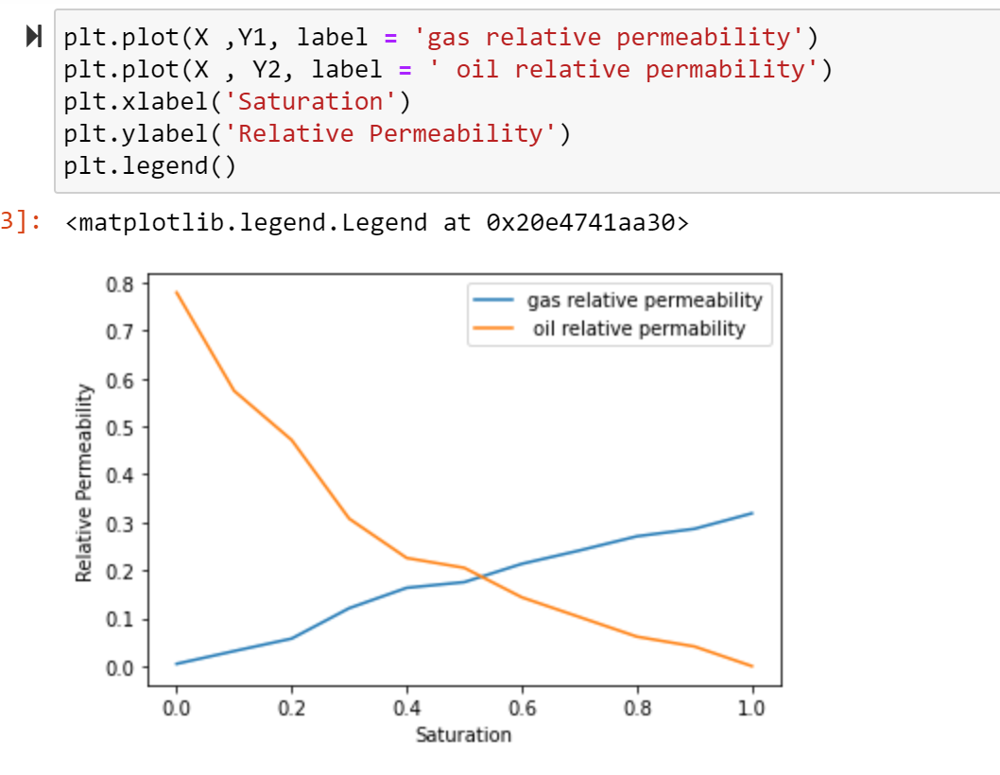 plt.plot(X ,Y1, label = 'gas relative permeability')
plt.plot(X , Y2, label = ' oil relative permability')
plt.xlabel('Saturation')
plt.ylabel('Relative Permeability')
plt.legend()
3]: <matplotlib.legend.Legend at 0x20e4741aa30>
gas relative permeability
oil relative permability
0.8
0.7
0.6
0.5
0.4
0.3
0.2
0.1
0.0
Relative Permeability
0.0 0.2 0.4 0.6 0.8 1.0
Saturation